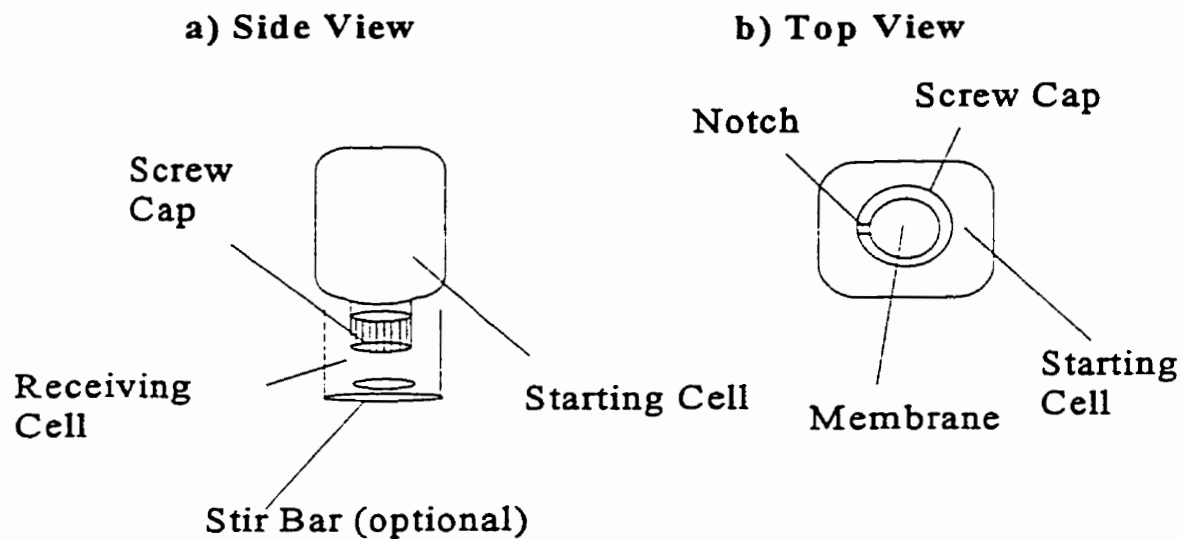 a) Side View
b) Top View
Screw Cap
Notch
Screw
Cap
Receiving
Cell
Starting Cell
Membrane
Starting
Cell
Stir Bar (optional)